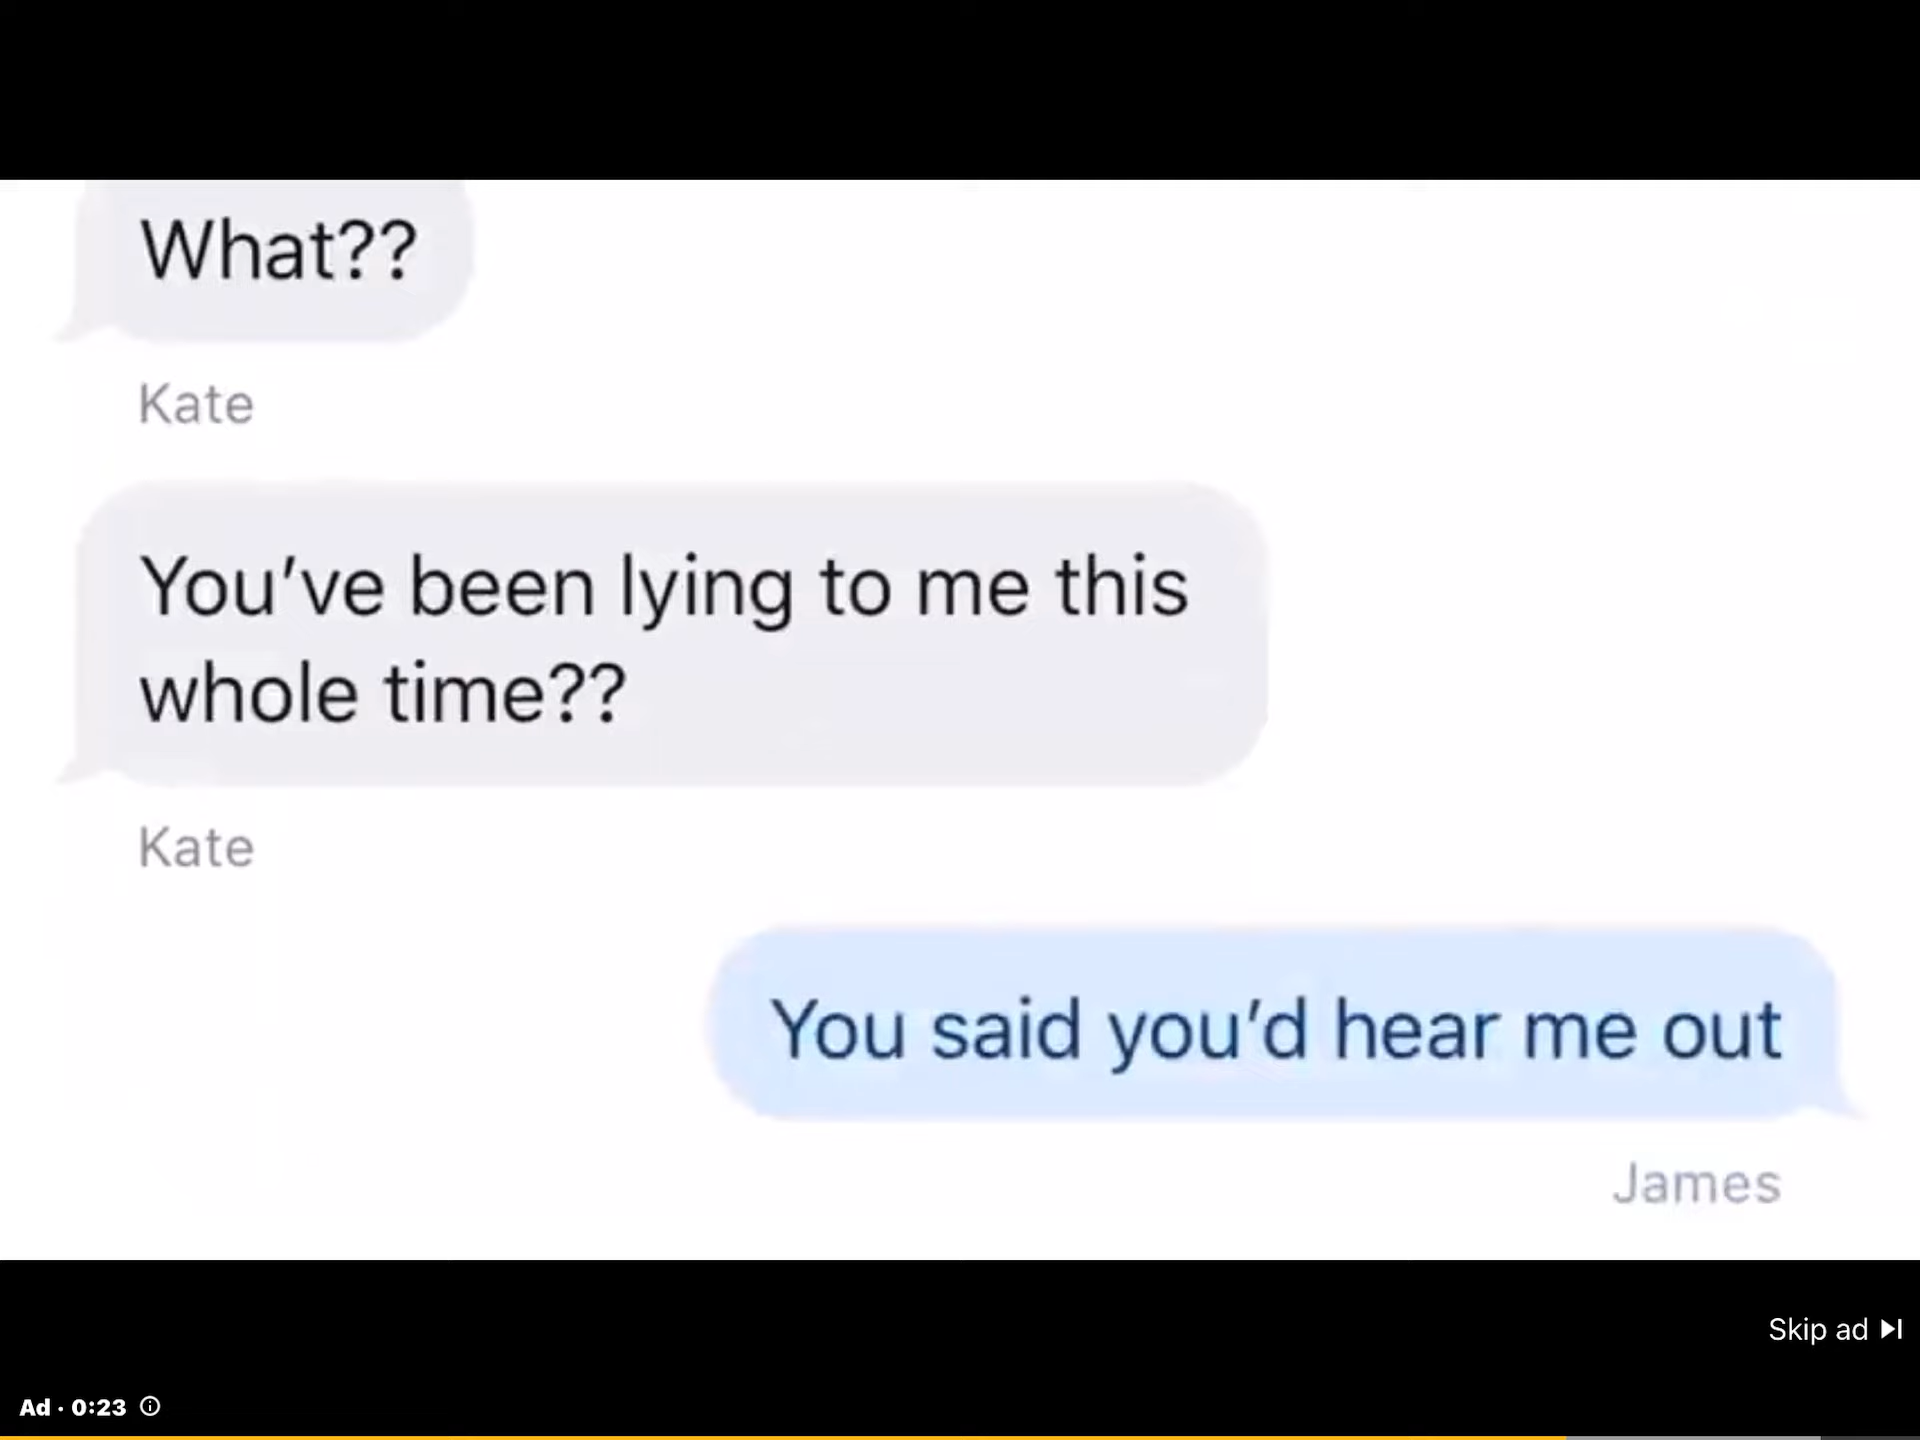 What??
Kate
You’ve been lying to me this
whole time??
Kate
You said you’d hear me out
James
Skip ad
Ad · 0:23